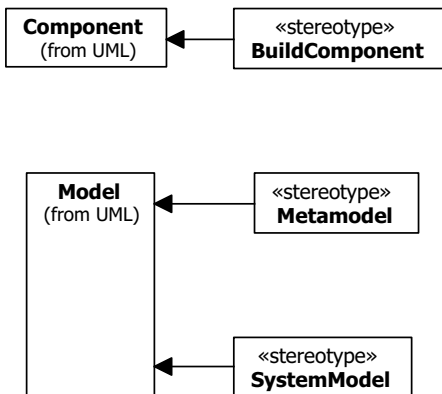 Component
(from UML)
«stereotype»
BuildComponent
Model
(from UML)
«stereotype»
Metamodel
«stereotype»
SystemModel